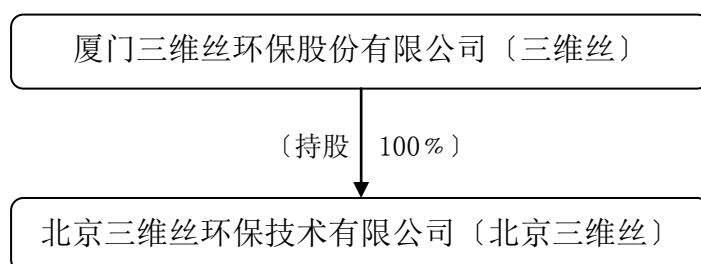 厦门三维丝环保股份有限公司〔三维丝〕
〔持股 100%〕
北京三维丝环保技术有限公司〔北京三维丝〕